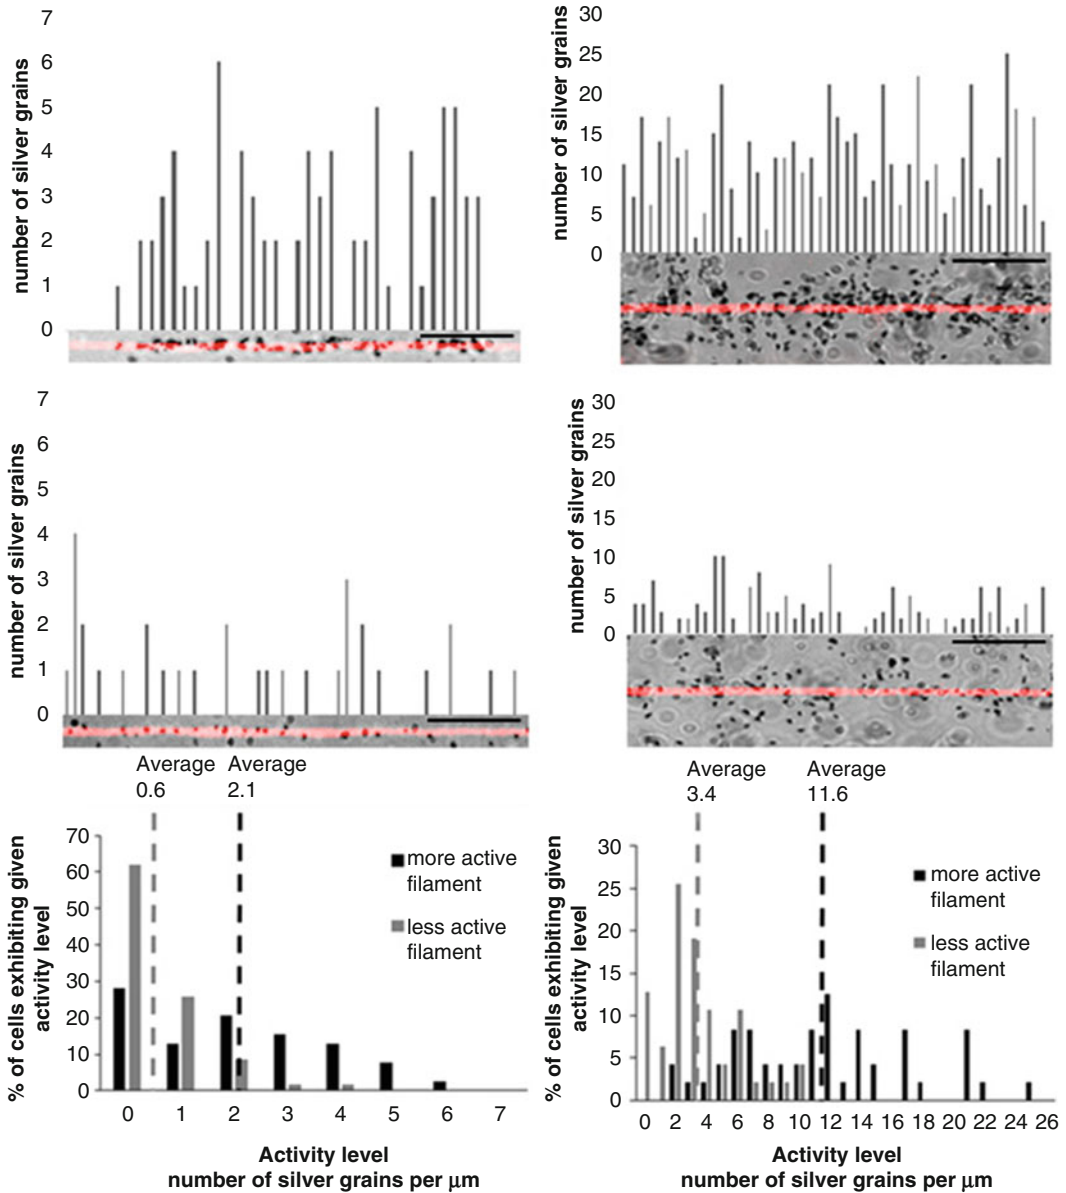 number of silver grains
7
6
5
4
3
2
1
0
number of silver grains
30
25
20
15
10
5
0
number of silver grains
7
6
5
4
3
2
1
0
number of silver grains
30
25
20
15
10
5
0
Average
0.6
Average
2.1
% of cells exhibiting given
activity level
70
60
50
40
30
20
10
0
more active
filament
less active
filament
0 1 2 3 4 5 6 7
Activity level
number of silver grains per μm
Average
3.4
Average
11.6
% of cells exhibiting given
activity level
30
25
20
15
10
5
0
more active
filament
less active
filament
0 2 4 6 8 10 12 14 16 18 20 22 24 26
Activity level
number of silver grains per μm